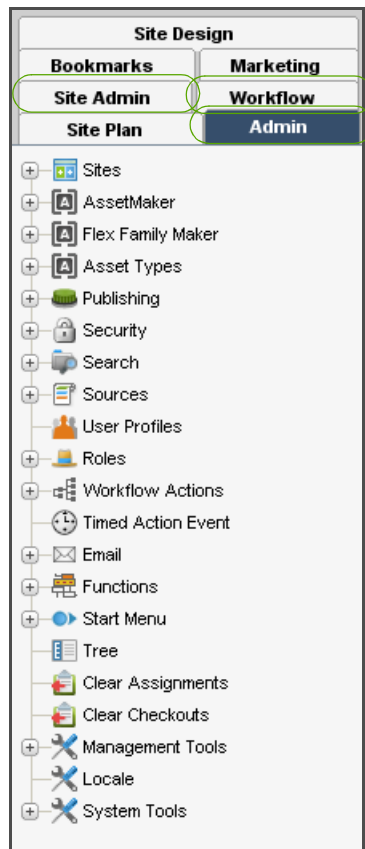 Site Design
Bookmarks Marketing
Site Admin Workflow
Site Plan Admin
Sites
AssetMaker
Flex Family Maker
Asset Types
Publishing
Security
Search
Sources
User Profiles
Roles
Workflow Actions
Timed Action Event
Email
Functions
Start Menu
Tree
Clear Assignments
Clear Checkouts
Management Tools
Locale
System Tools